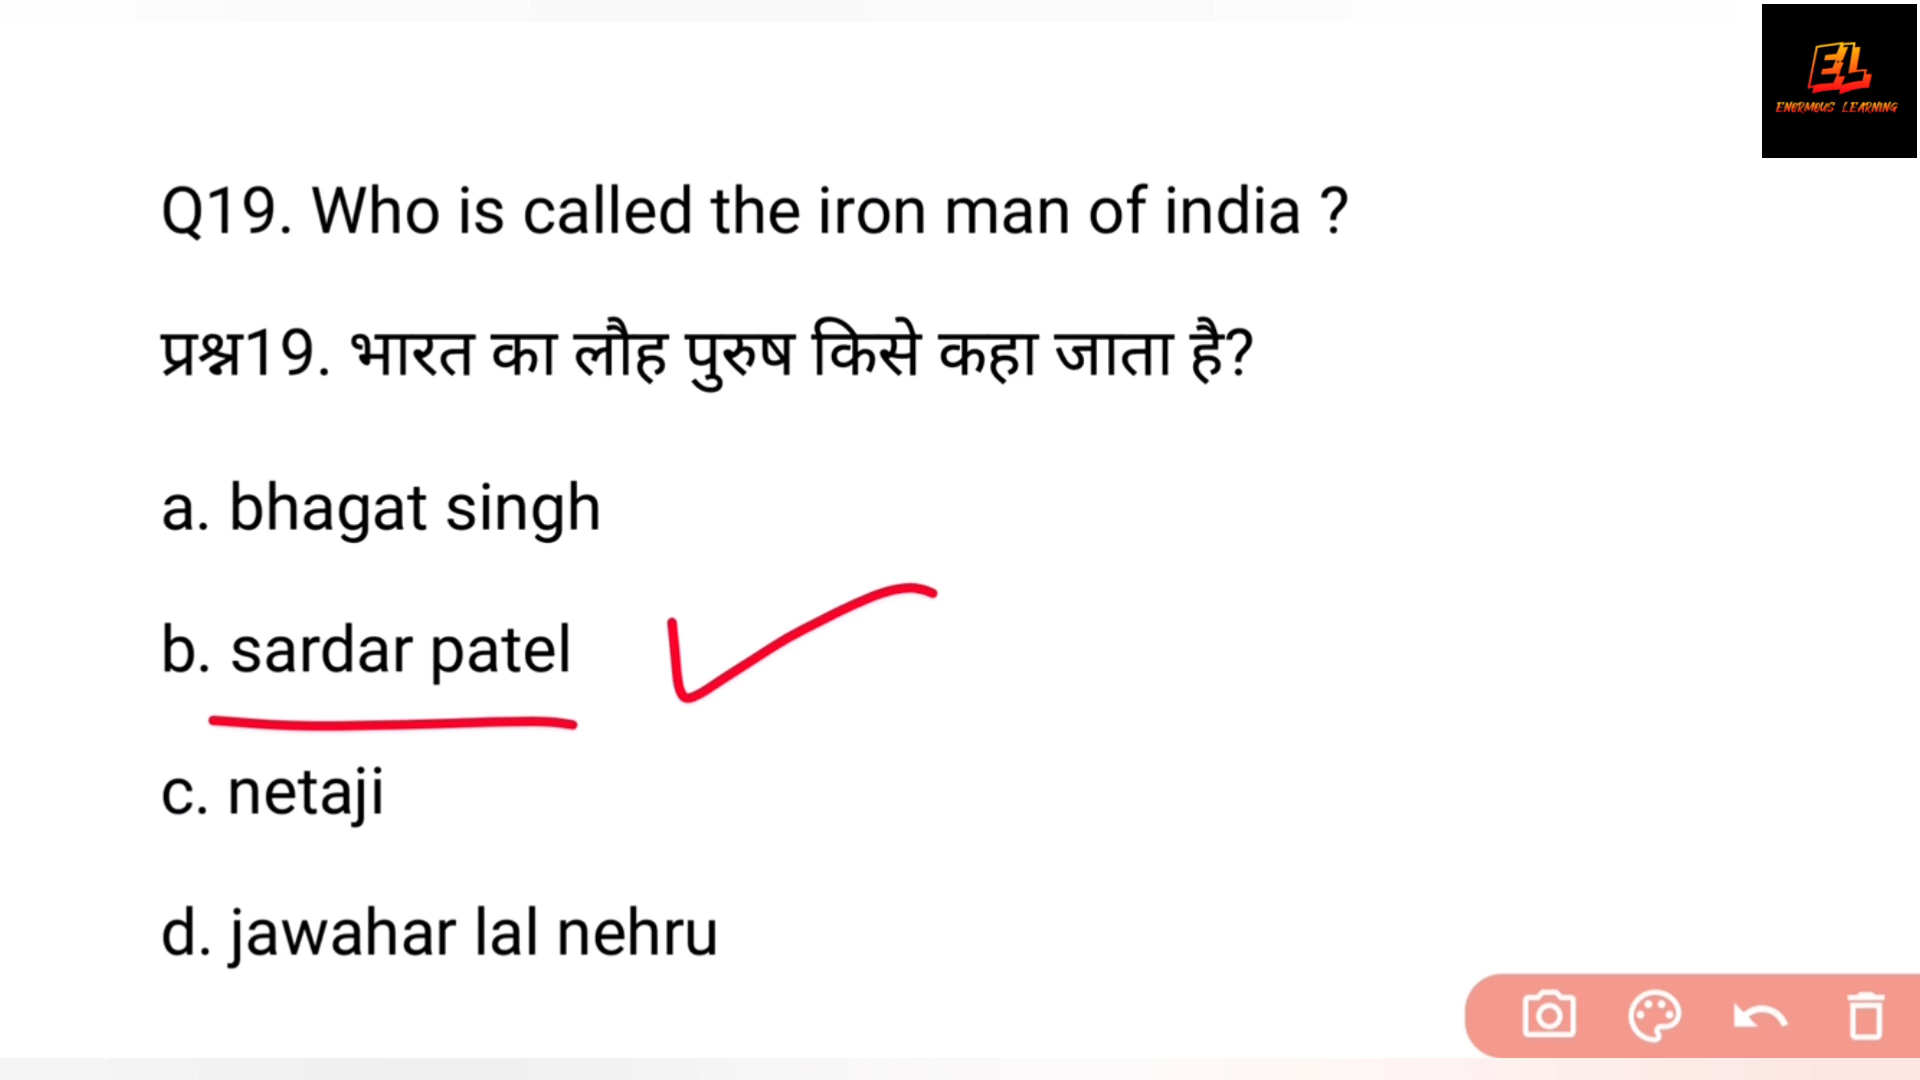 EL
ENORMOUS LEARNING
Q19. Who is called the iron man of india ?
प्रश्न19. भारत का लौह पुरुष किसे कहा जाता है?
a. bhagat singh
b. sardar patel
c. netaji
d. jawahar lal nehru